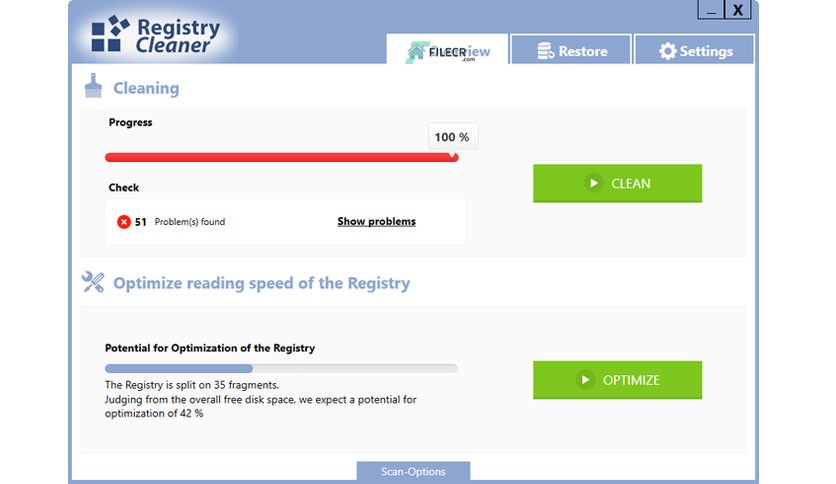 Registry
Cleaner
_ X
FILECR
.com
Restore
Settings
Cleaning
Progress
100 %
CLEAN
Check
51 Problem(s) found
Show problems
Optimize reading speed of the Registry
Potential for Optimization of the Registry
The Registry is split on 35 fragments.
Judging from the overall free disk space, we expect a potential for
optimization of 42 %
OPTIMIZE
Scan-Options